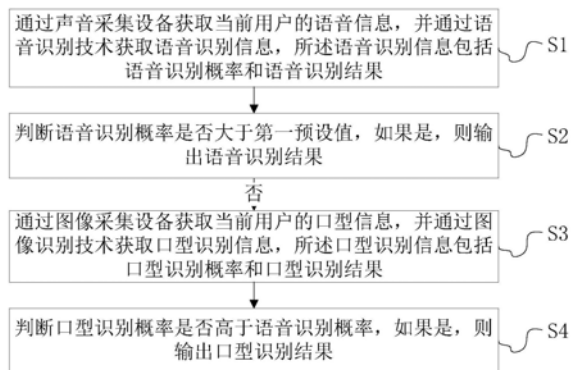 通过声音采集设备获取当前用户的语音信息，并通过语
音识别技术获取语音识别信息，所述语音识别信息包括
语音识别概率和语音识别结果
S1
判断语音识别概率是否大于第一预设值，如果是，则输
出语音识别结果
S2
否
通过图像采集设备获取当前用户的口型信息，并通过图
像识别技术获取口型识别信息，所述口型识别信息包括
口型识别概率和口型识别结果
S3
判断口型识别概率是否高于语音识别概率，如果是，则
输出口型识别结果
S4